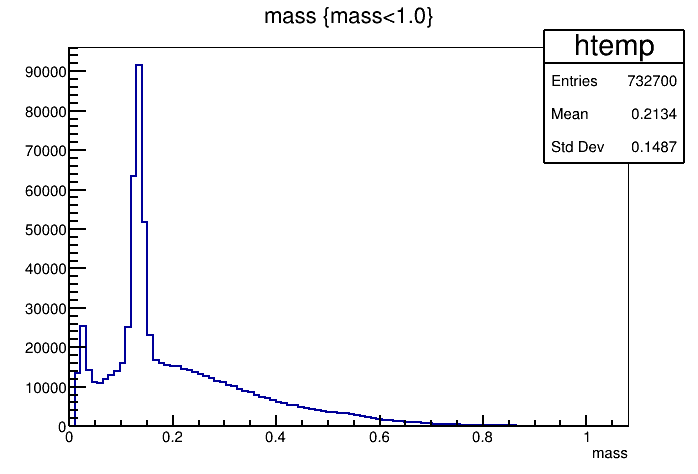 mass {mass<1.0}
htemp
Entries 732700
Mean 0.2134
Std Dev 0.1487
90000
80000
70000
60000
50000
40000
30000
20000
10000
0
0 0.2 0.4 0.6 0.8 1
mass